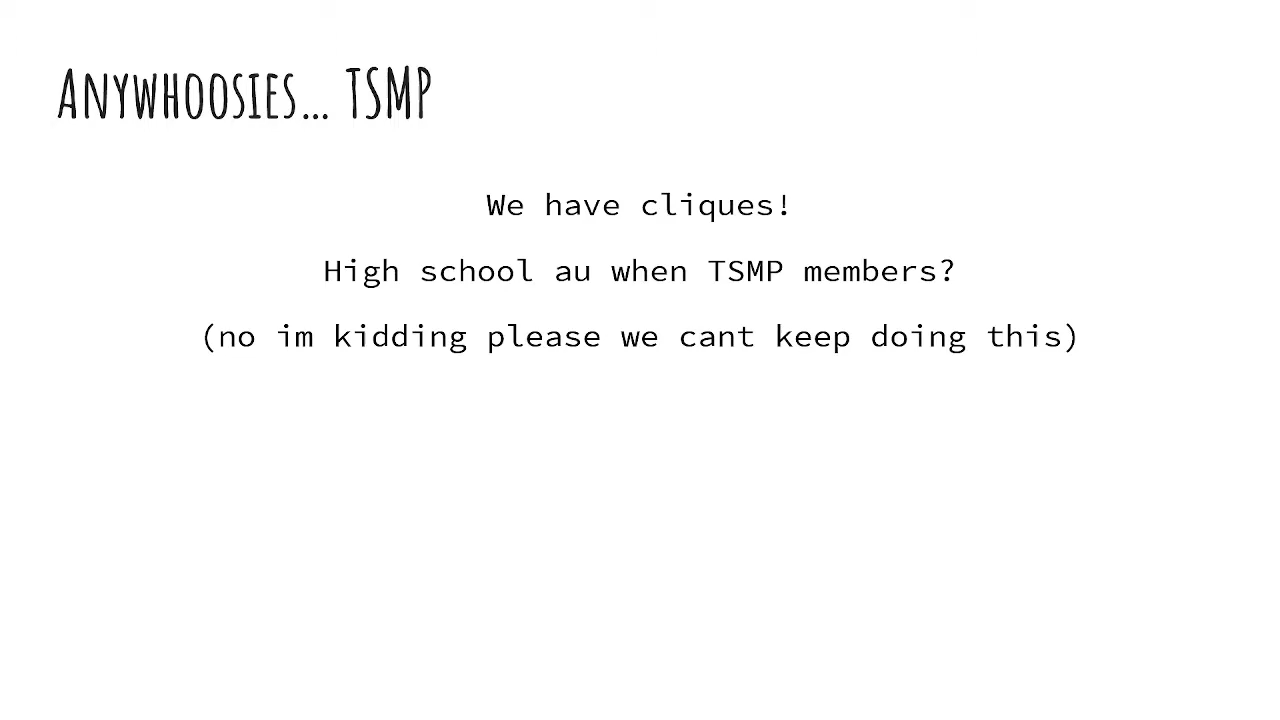 Anywhoosies... TSMP
We have cliques!
High school au when TSMP members?
(no im kidding please we cant keep doing this)